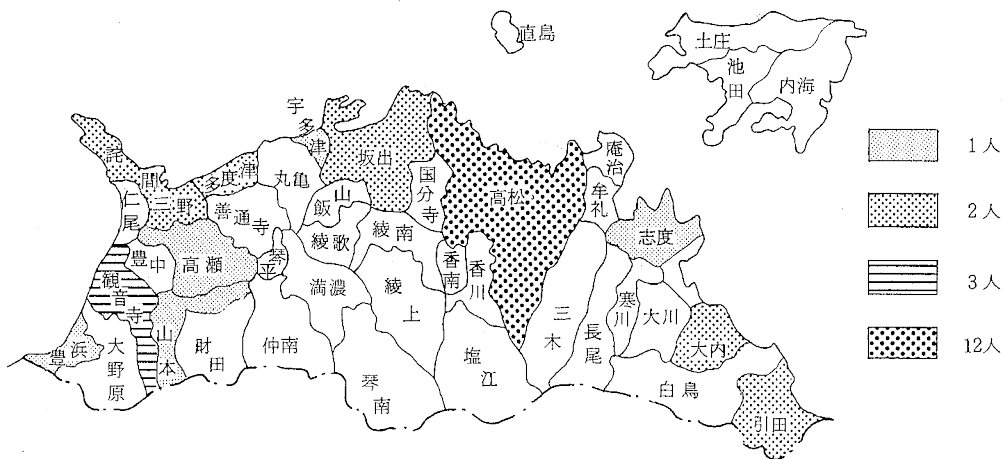 直島
土庄
池田
内海
宇多津
庵治
詫間
多度津
丸亀
坂出
国分寺
高松
牟礼
仁尾
三野
善通寺
飯山
志度
豊中
高瀬
琴平
綾歌
綾南
香南
香川
観音寺
満濃
綾上
三木
長尾
寒川
大川
大内
豊浜
大野原
山本
財田
仲南
琴南
塩江
白鳥
引田
1人
2人
3人
12人